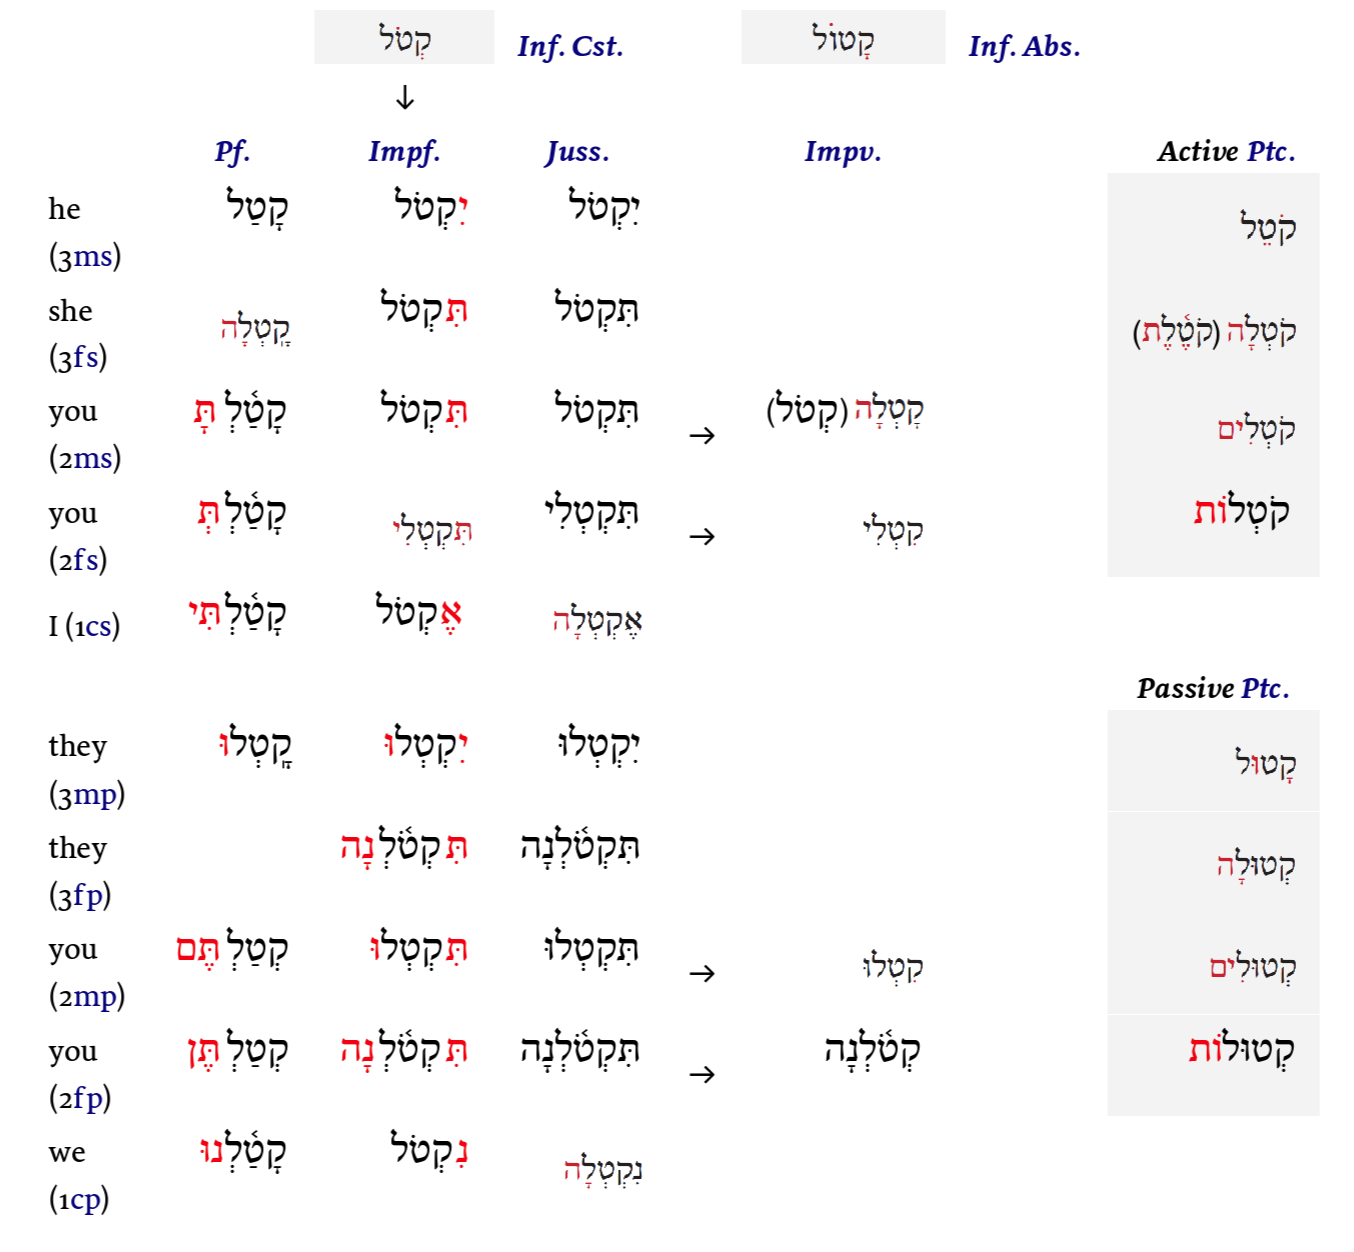 קְטֹל Inf. Cst. קָטוֹל Inf. Abs.
↓
Pf. Impf. Juss. Impv. Active Ptc.
he (3ms) קָטַל יִקְטֹל יִקְטֹל
קֹטֵל
she (3fs) קָֽטְלָה תִּקְטֹל תִּקְטֹל
קֹטְלָה (קֹטֶ֫לֶת)
you (2ms) קָטַ֫לְתָּ תִּקְטֹל תִּקְטֹל → קָטְלָה (קְטֹל)
קֹטְלִים
you (2fs) קָטַ֫לְתְּ תִּקְטְלִי תִּקְטְלִי → קִטְלִי
קֹטְלוֹת
I (1cs) קָטַ֫לְתִּי אֶקְטֹל אֶקְטְלָה
Passive Ptc.
they (3mp) קָֽטְלוּ יִקְטְלוּ יִקְטְלוּ
קָטוּל
they (3fp) תִּקְטֹ֫לְנָה תִּקְטֹ֫לְנָה
קְטוּלָה
you (2mp) קְטַלְתֶּם תִּקְטְלוּ תִּקְטְלוּ → קִטְלוּ
קְטוּלִים
you (2fp) קְטַלְתֶּן תִּקְטֹ֫לְנָה תִּקְטֹ֫לְנָה → קְטֹ֫לְנָה
קְטוּלוֹת
we (1cp) קָטַ֫לְנוּ נִקְטֹל נִקְטְלָה